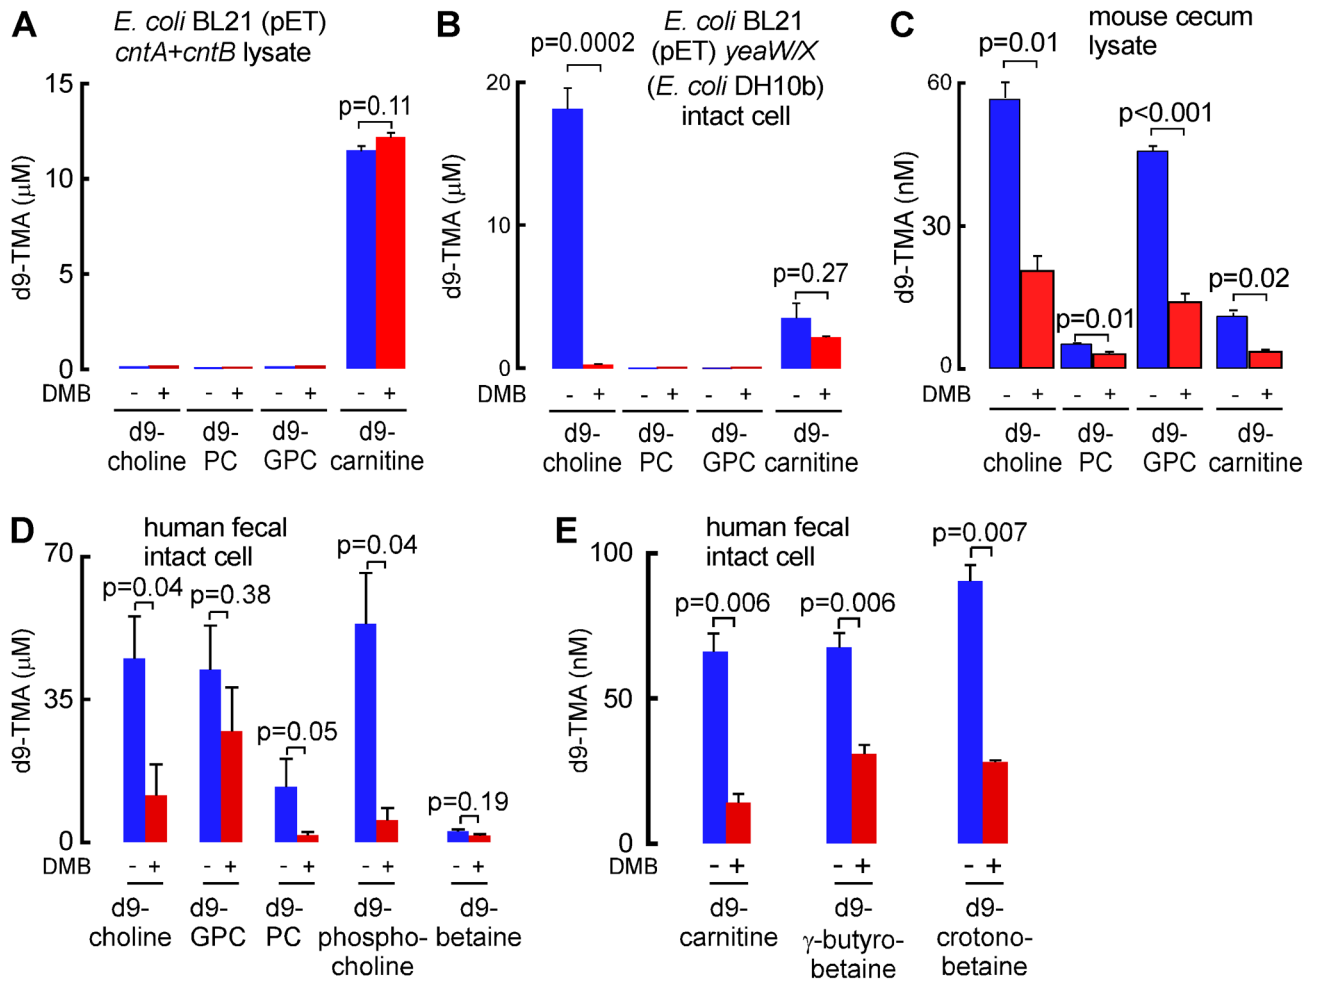 A
E. coli BL21 (pET)
cntA+cntB lysate
d9-TMA (μM)
15
10
5
0
p=0.11
DMB - + - + - + - +
d9-choline
d9-PC
d9-GPC
d9-carnitine
B
E. coli BL21
(pET) yeaW/X
(E. coli DH10b)
intact cell
d9-TMA (μM)
20
10
0
p=0.0002
p=0.27
DMB - + - + - + - +
d9-choline
d9-PC
d9-GPC
d9-carnitine
C
mouse cecum
lysate
d9-TMA (nM)
60
30
0
p=0.01
p=0.01
p<0.001
p=0.02
DMB - + - + - + - +
d9-choline
d9-PC
d9-GPC
d9-carnitine
D
human fecal
intact cell
d9-TMA (μM)
70
35
0
p=0.04
p=0.38
p=0.05
p=0.04
p=0.19
DMB - + - + - + - + - +
d9-choline
d9-GPC
d9-PC
d9-phospho-choline
d9-betaine
E
human fecal
intact cell
d9-TMA (nM)
100
50
0
p=0.006
p=0.006
p=0.007
DMB - + - + - +
d9-carnitine
d9-γ-butyro-betaine
d9-crotono-betaine